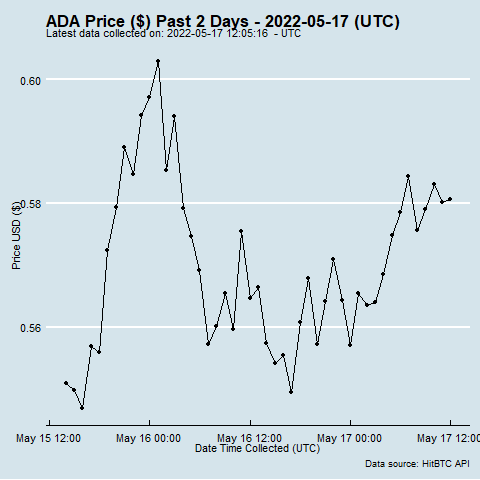 ADA Price ($) Past 2 Days - 2022-05-17 (UTC)
Latest data collected on: 2022-05-17 12:05:16 - UTC
0.60
0.58
0.56
Price USD ($)
May 15 12:00
May 16 00:00
May 16 12:00
May 17 00:00
May 17 12:00
Date Time Collected (UTC)
Data source: HitBTC API